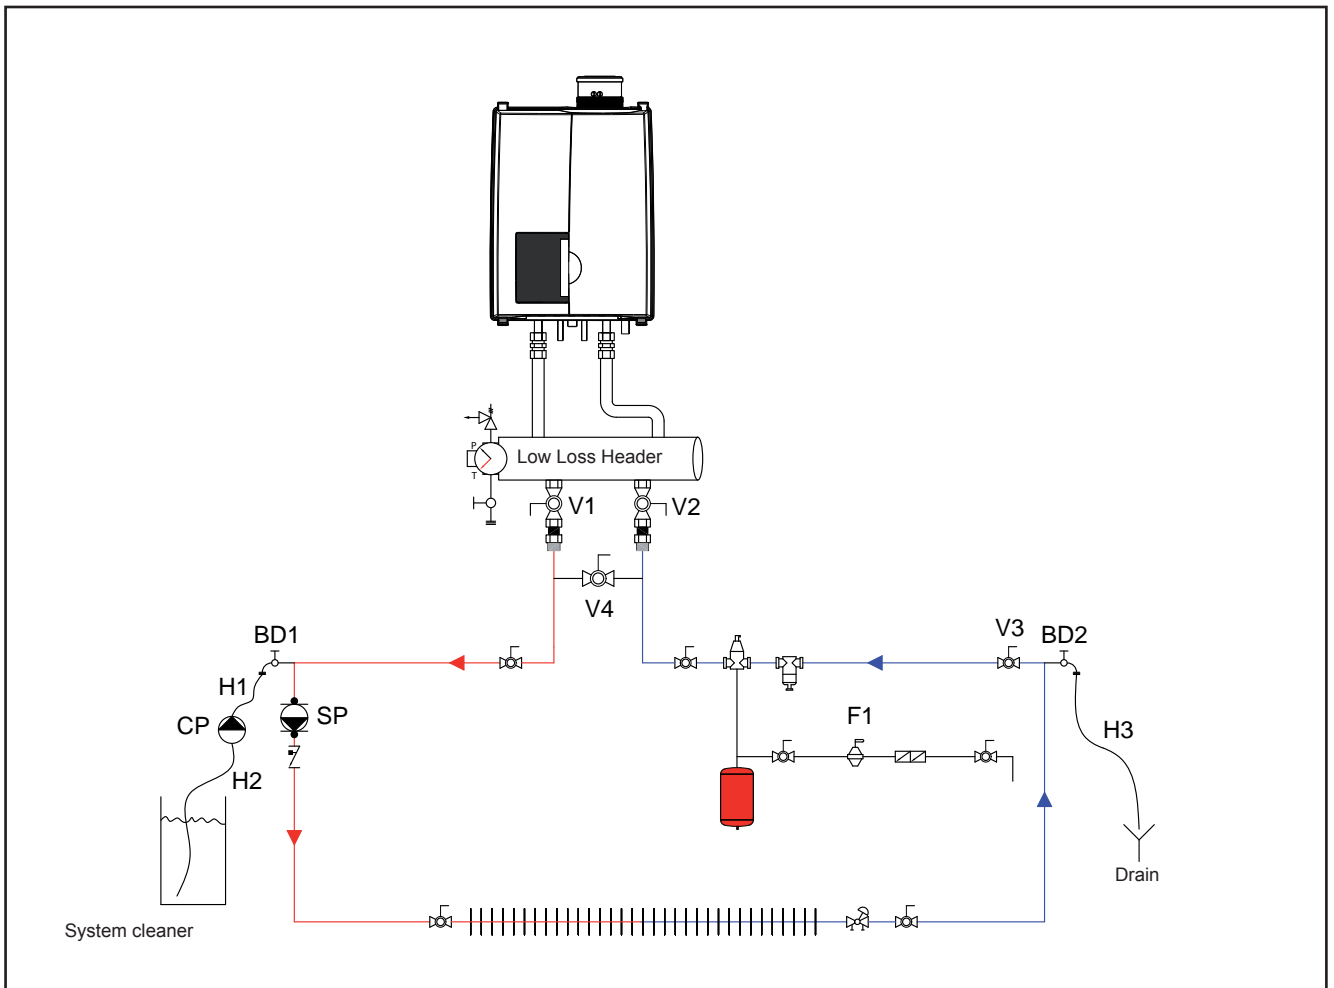 P
T
Low Loss Header
V1
V2
V4
BD1
V3
BD2
H1
CP
SP
F1
H3
H2
Drain
System cleaner